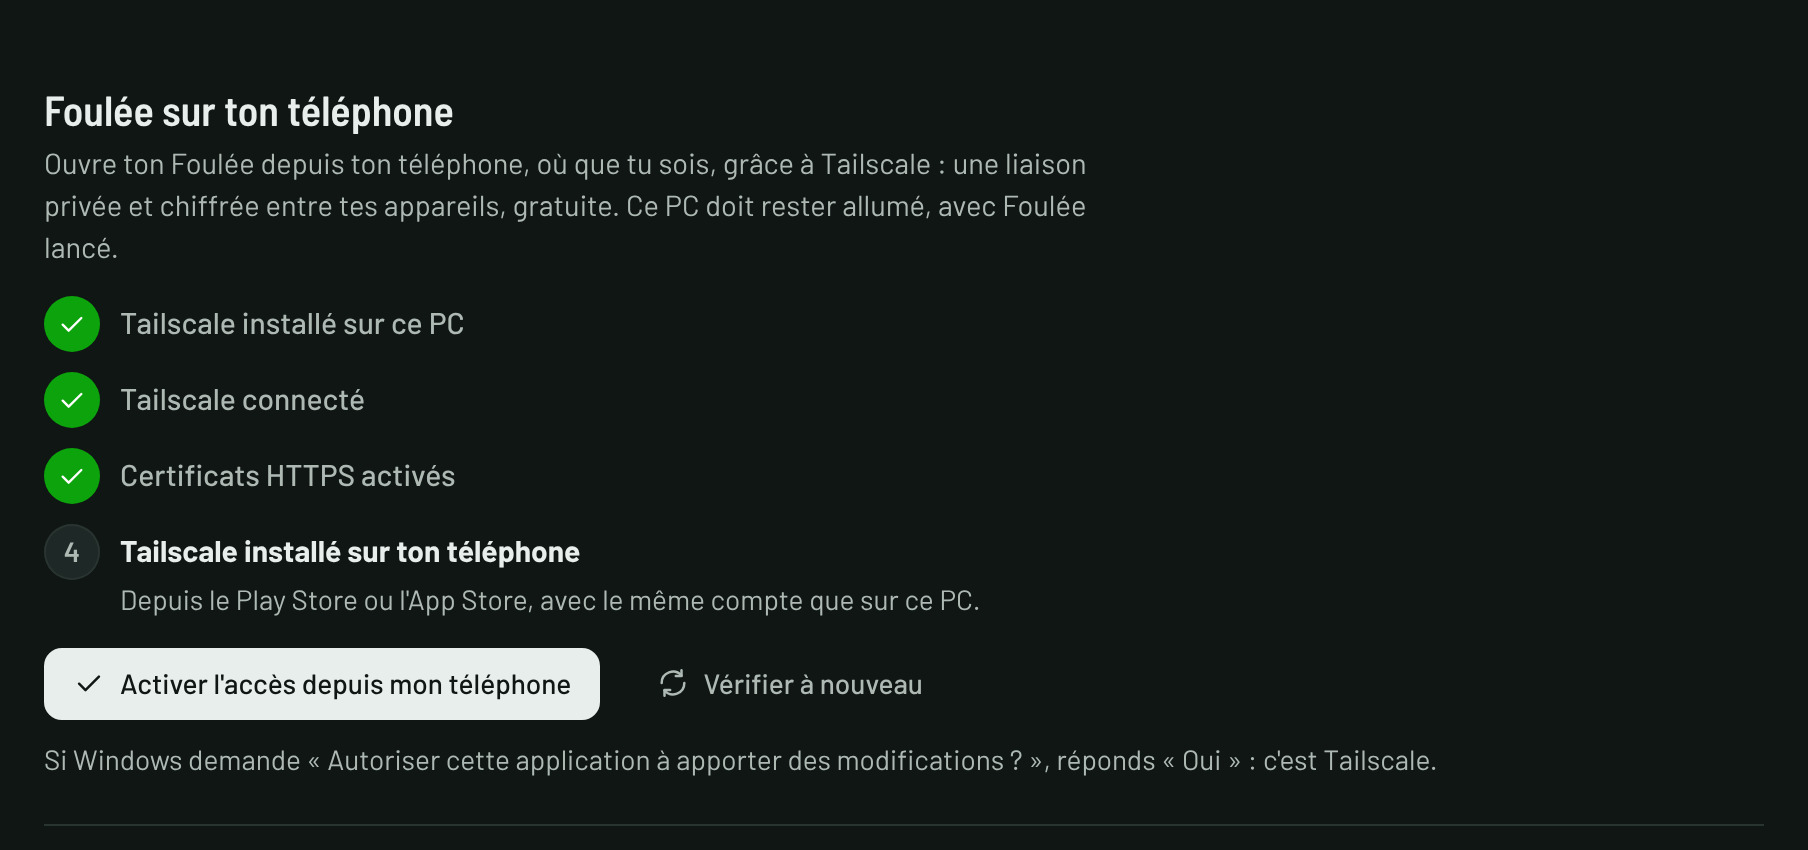 Foulée sur ton téléphone
Ouvre ton Foulée depuis ton téléphone, où que tu sois, grâce à Tailscale : une liaison
privée et chiffrée entre tes appareils, gratuite. Ce PC doit rester allumé, avec Foulée
lancé.
Tailscale installé sur ce PC
Tailscale connecté
Certificats HTTPS activés
4 Tailscale installé sur ton téléphone
Depuis le Play Store ou l'App Store, avec le même compte que sur ce PC.
Activer l'accès depuis mon téléphone Vérifier à nouveau
Si Windows demande « Autoriser cette application à apporter des modifications ? », réponds « Oui » : c'est Tailscale.